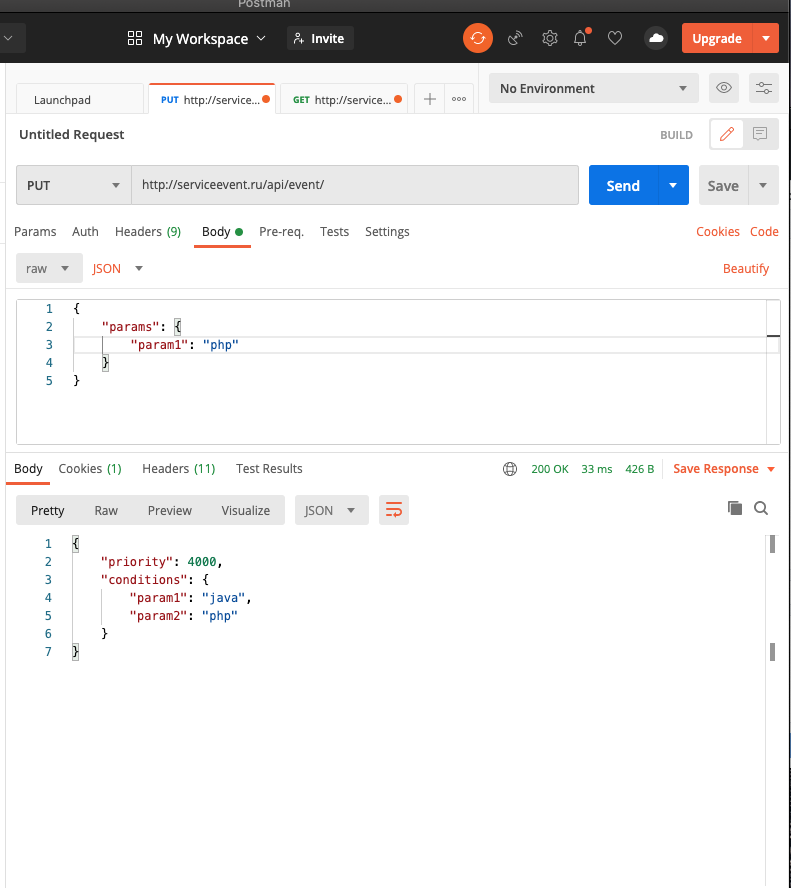 Postman
My Workspace Invite Upgrade
Launchpad PUT http://service... GET http://service... No Environment
Untitled Request BUILD
PUT http://serviceevent.ru/api/event/ Send Save
Params Auth Headers (9) Body Pre-req. Tests Settings Cookies Code
raw JSON Beautify
1 {
2 "params": {
3 "param1": "php"
4 }
5 }
Body Cookies (1) Headers (11) Test Results 200 OK 33 ms 426 B Save Response
Pretty Raw Preview Visualize JSON
1 {
2 "priority": 4000,
3 "conditions": {
4 "param1": "java",
5 "param2": "php"
6 }
7 }